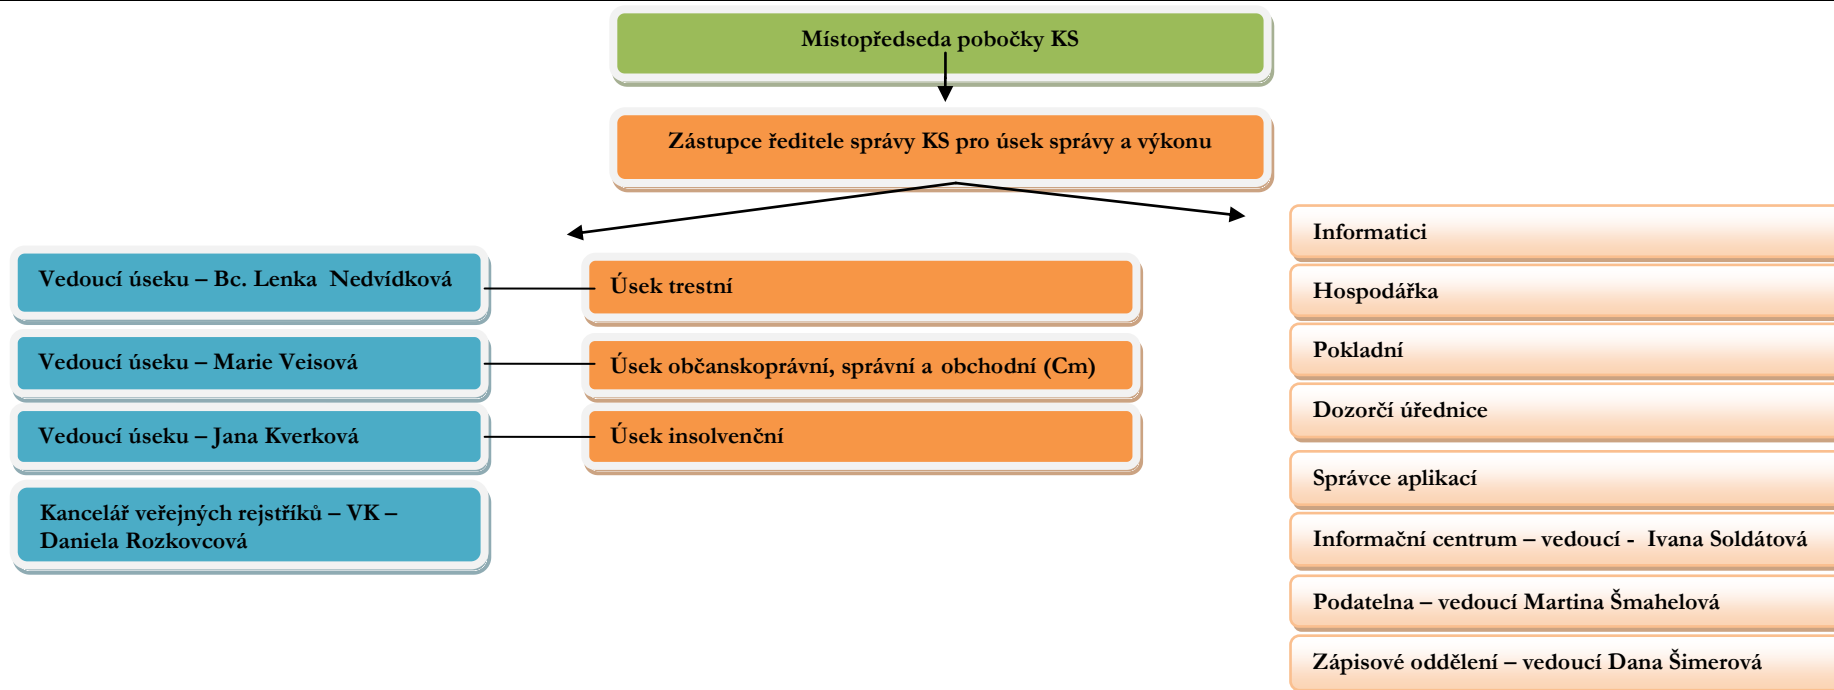 Místopředseda pobočky KS
Zástupce ředitele správy KS pro úsek správy a výkonu
Vedoucí úseku – Bc. Lenka  Nedvídková
Úsek trestní
Vedoucí úseku – Marie Veisová
Úsek občanskoprávní, správní a obchodní (Cm)
Vedoucí úseku – Jana Kverková
Úsek insolvenční
Kancelář veřejných rejstříků – VK –
Daniela Rozkovcová
Informatici
Hospodářka
Pokladní
Dozorčí úřednice
Správce aplikací
Informační centrum – vedoucí -  Ivana Soldátová
Podatelna – vedoucí Martina Šmahelová
Zápisové oddělení – vedoucí Dana Šimerová